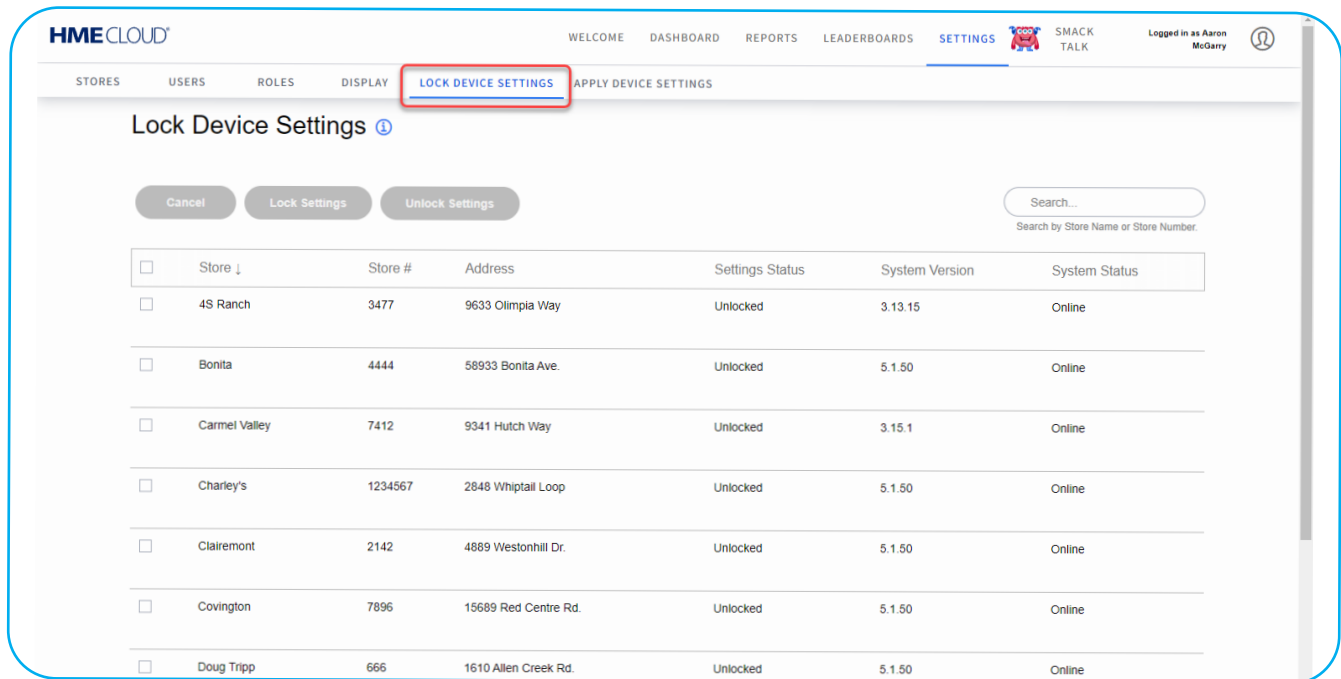 HME CLOUD®
WELCOME DASHBOARD REPORTS LEADERBOARDS SETTINGS SMACK TALK Logged in as Aaron McGarry
STORES USERS ROLES DISPLAY LOCK DEVICE SETTINGS APPLY DEVICE SETTINGS
Lock Device Settings
Cancel Lock Settings Unlock Settings Search...
Search by Store Name or Store Number.
Store ↓ Store # Address Settings Status System Version System Status
4S Ranch 3477 9633 Olimpia Way Unlocked 3.13.15 Online
Bonita 4444 58933 Bonita Ave. Unlocked 5.1.50 Online
Carmel Valley 7412 9341 Hutch Way Unlocked 3.15.1 Online
Charley's 1234567 2848 Whiptail Loop Unlocked 5.1.50 Online
Clairemont 2142 4889 Westonhill Dr. Unlocked 5.1.50 Online
Covington 7896 15689 Red Centre Rd. Unlocked 5.1.50 Online
Doug Tripp 666 1610 Allen Creek Rd. Unlocked 5.1.50 Online